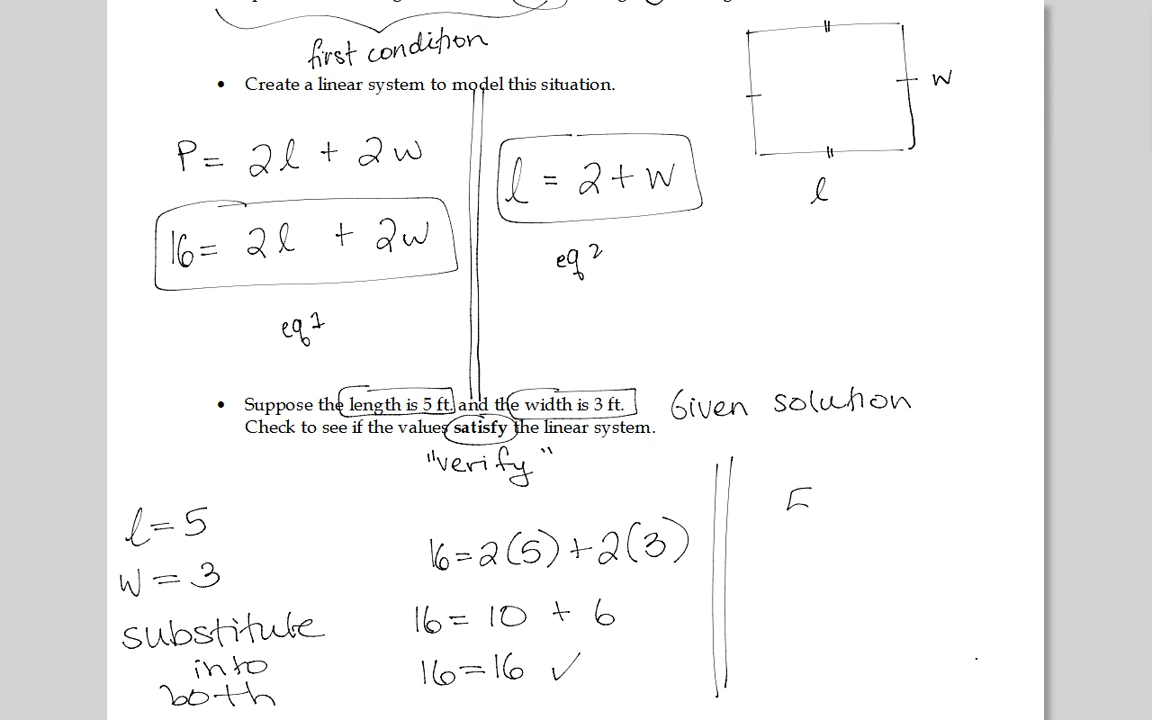 first condition
• Create a linear system to model this situation.
w
l
P = 2l + 2w
16 = 2l + 2w
eq 1
l = 2 + w
eq 2
• Suppose the length is 5 ft. and the width is 3 ft.
Check to see if the values satisfy the linear system.
Given solution
"verify"
l = 5
w = 3
substitute
into
both
16 = 2(5) + 2(3)
16 = 10 + 6
16 = 16 ✓
5